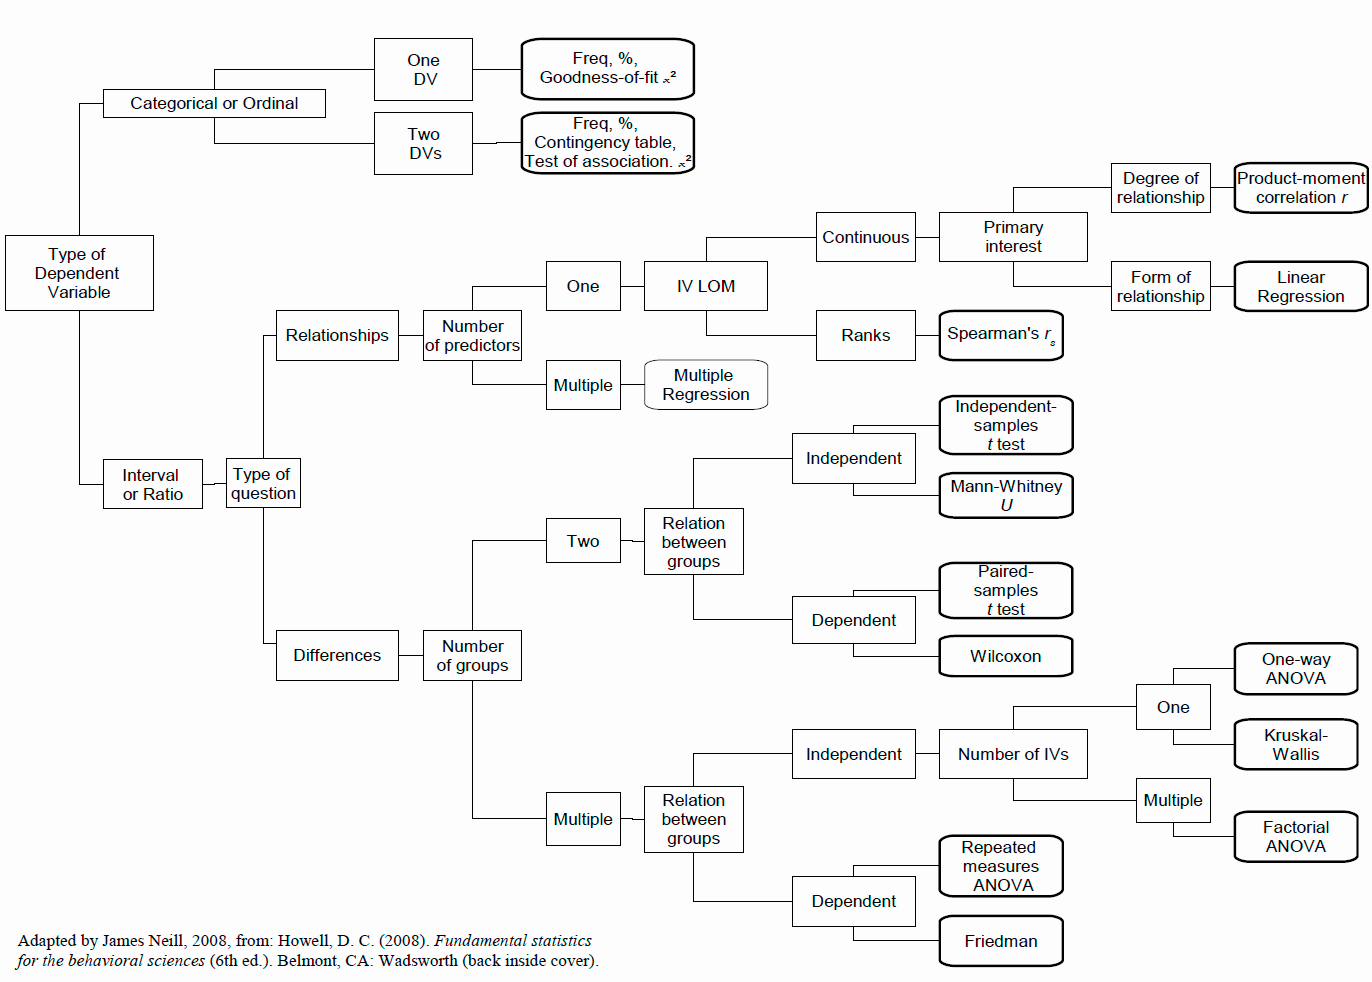 One
DV
Freq, %,
Goodness-of-fit ϰ²
Categorical or Ordinal
Two
DVs
Freq, %,
Contingency table,
Test of association. ϰ²
Type of
Dependent
Variable
Degree of
relationship
Product-moment
correlation r
Continuous
Primary
interest
One
IV LOM
Form of
relationship
Linear
Regression
Relationships
Number
of predictors
Ranks
Spearman's rs
Multiple
Multiple
Regression
Independent-
samples
t test
Independent
Mann-Whitney
U
Interval
or Ratio
Type of
question
Two
Relation
between
groups
Paired-
samples
t test
Dependent
Wilcoxon
Differences
Number
of groups
One-way
ANOVA
One
Kruskal-
Wallis
Independent
Number of IVs
Multiple
Factorial
ANOVA
Multiple
Relation
between
groups
Repeated
measures
ANOVA
Dependent
Friedman
Adapted by James Neill, 2008, from: Howell, D. C. (2008). Fundamental statistics
for the behavioral sciences (6th ed.). Belmont, CA: Wadsworth (back inside cover).